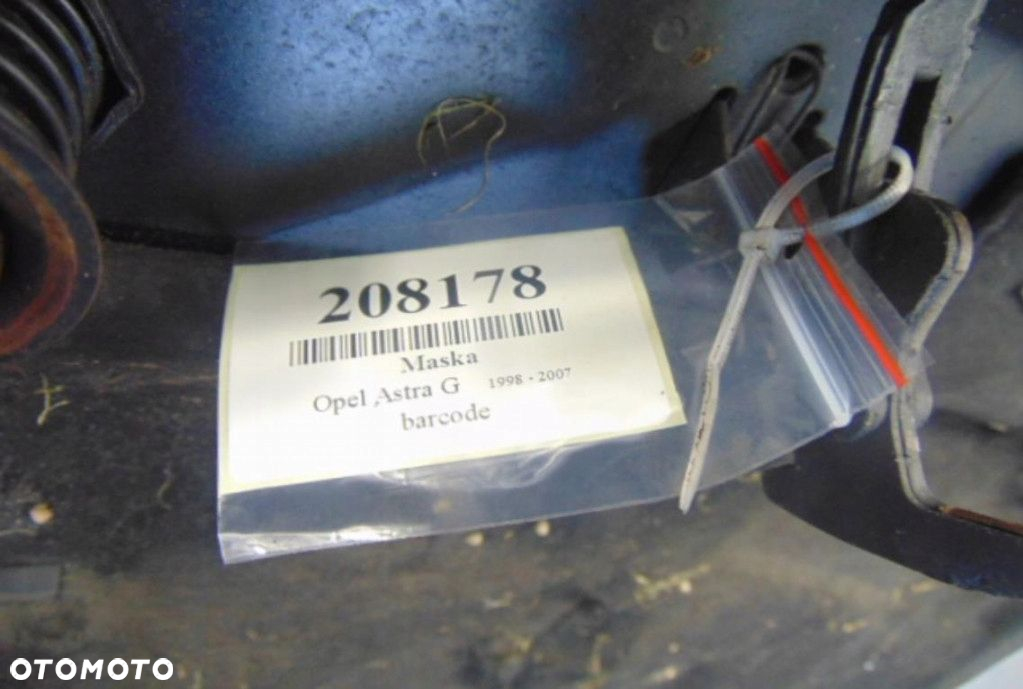 208178
Maska
Opel Astra G 1998 - 2007
barcode
OTOMOTO